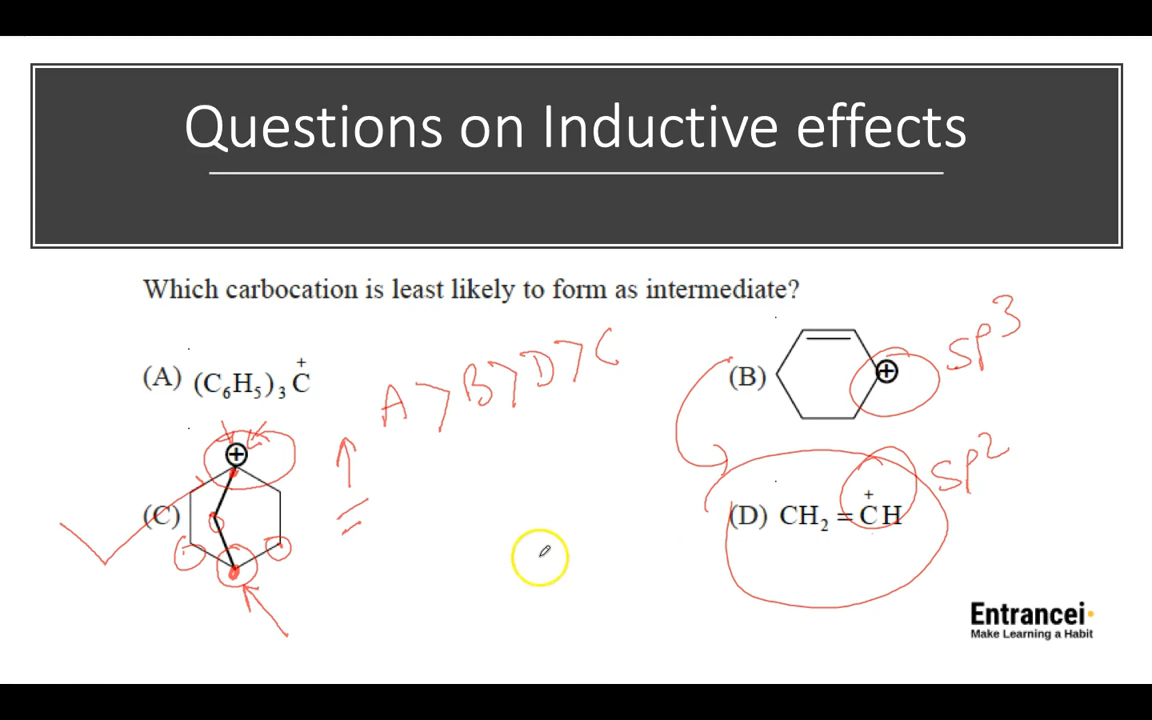 Questions on Inductive effects
Which carbocation is least likely to form as intermediate?
(A) (C₆H₅)₃ C⁺
A > B > D > C
(B) ⊕ sp³
(C) ⊕
(D) CH₂ = C⁺H sp²
Entrancei
Make Learning a Habit